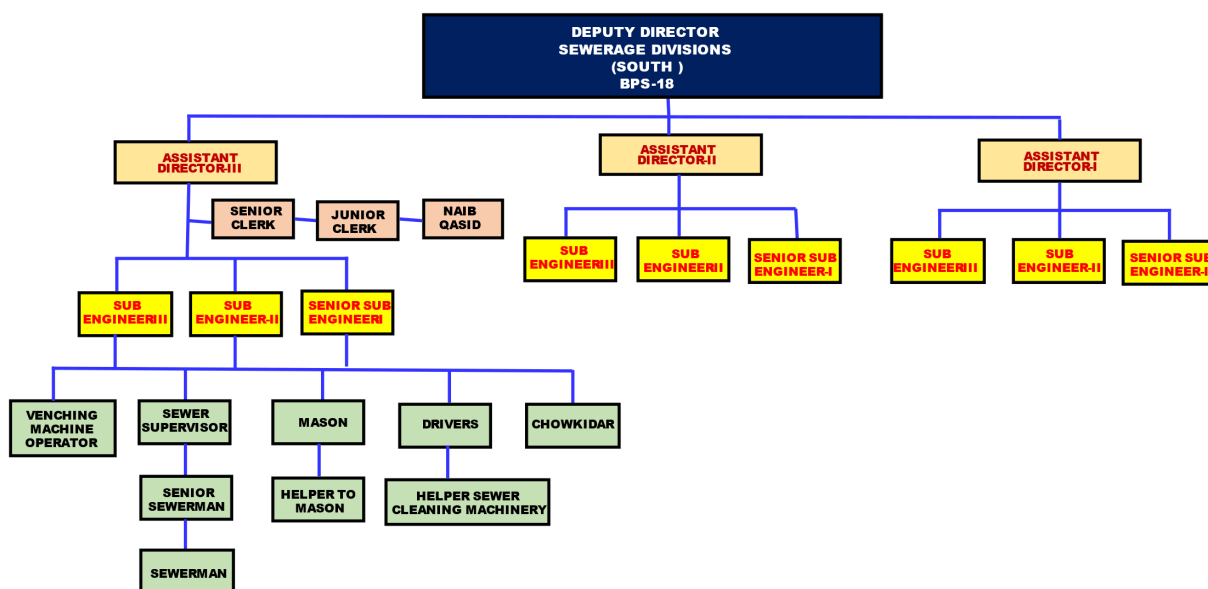 DEPUTY DIRECTOR
SEWERAGE DIVISIONS
(SOUTH )
BPS-18
ASSISTANT
DIRECTOR-III
ASSISTANT
DIRECTOR-II
ASSISTANT
DIRECTOR-I
SENIOR
CLERK
JUNIOR
CLERK
NAIB
QASID
SUB
ENGINEERIII
SUB
ENGINEERII
SENIOR SUB
ENGINEER-I
SUB
ENGINEERIII
SUB
ENGINEER-II
SENIOR SUB
ENGINEER-I
SUB
ENGINEERIII
SUB
ENGINEER-II
SENIOR SUB
ENGINEERI
VENCHING
MACHINE
OPERATOR
SEWER
SUPERVISOR
MASON
DRIVERS
CHOWKIDAR
SENIOR
SEWERMAN
HELPER TO
MASON
HELPER SEWER
CLEANING MACHINERY
SEWERMAN